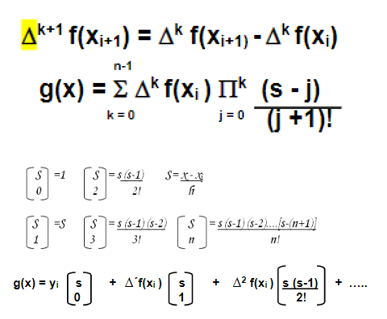 Δᵏ⁺¹ f(xᵢ₊₁) = Δᵏ f(xᵢ₊₁) - Δᵏ f(xᵢ)
n-1
g(x) = Σ Δᵏ f(xᵢ) Πᵏ (s - j)
k = 0 j = 0 (j +1)!
[S 0] =1 [S 2] = s (s-1) / 2! S= x - xᵢ / h
[S 1] =S [S 3] = s (s-1) (s-2) / 3! [S n] = s (s-1) (s-2)....[s-(n+1)] / n!
g(x) = yᵢ [s 0] + Δ´f(xᵢ) [s 1] + Δ² f(xᵢ) [s (s-1) / 2!] + .....